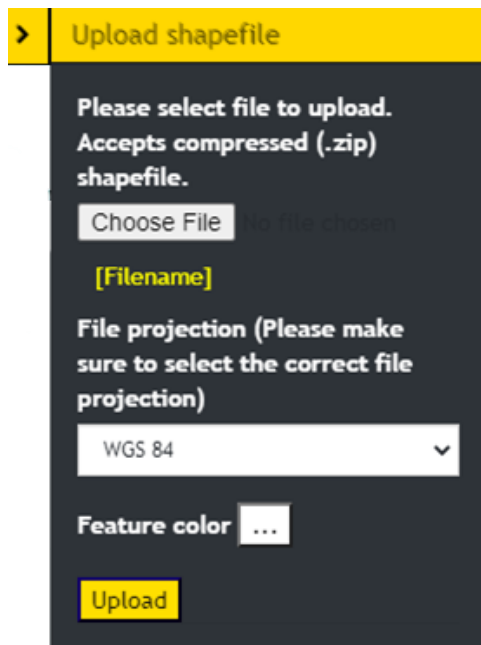 Upload shapefile
Please select file to upload.
Accepts compressed (.zip)
shapefile.
Choose File No file chosen
[Filename]
File projection (Please make
sure to select the correct file
projection)
WGS 84
Feature color ...
Upload